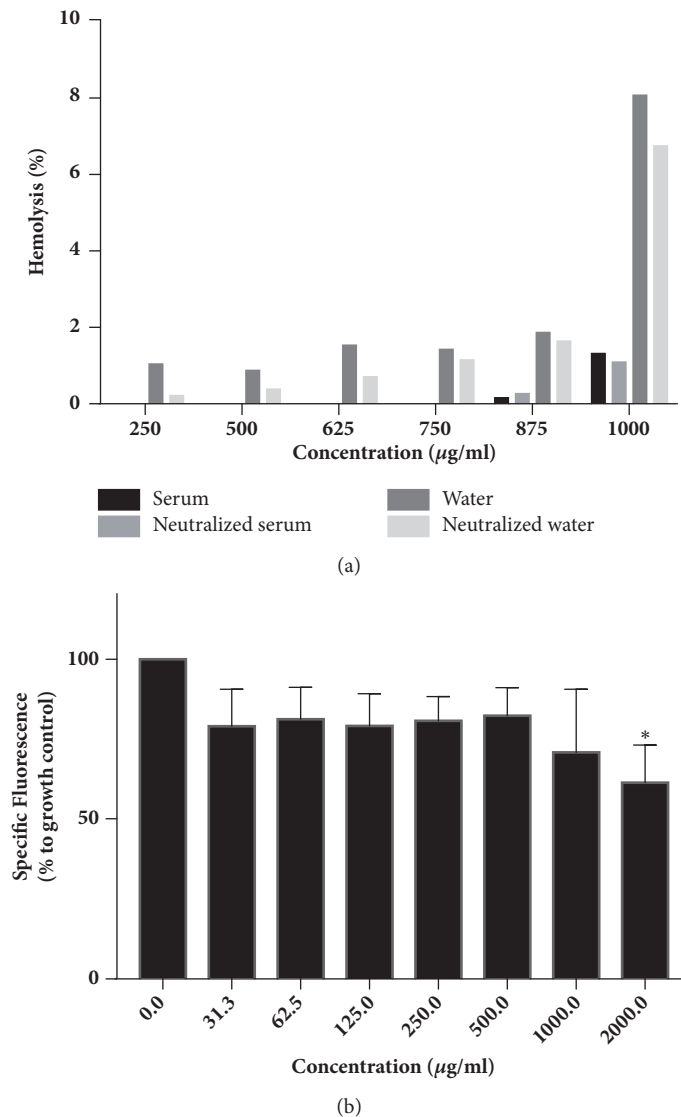 10
8
6
4
2
0
Hemolysis (%)
250 500 625 750 875 1000
Concentration (μg/ml)
Serum Water
Neutralized serum Neutralized water
(a)
100
50
0
Specific Fluorescence
(% to growth control)
*
0.0 31.3 62.5 125.0 250.0 500.0 1000.0 2000.0
Concentration (μg/ml)
(b)